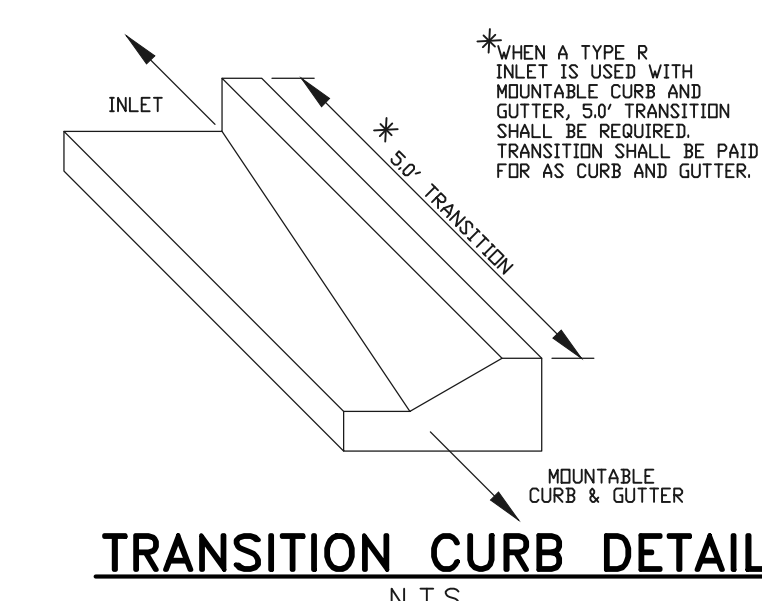 *WHEN A TYPE R
INLET IS USED WITH
MOUNTABLE CURB AND
GUTTER, 5.0' TRANSITION
SHALL BE REQUIRED.
TRANSITION SHALL BE PAID
FOR AS CURB AND GUTTER.
INLET
* 5.0' TRANSITION
MOUNTABLE
CURB & GUTTER
TRANSITION CURB DETAIL
N.T.S.